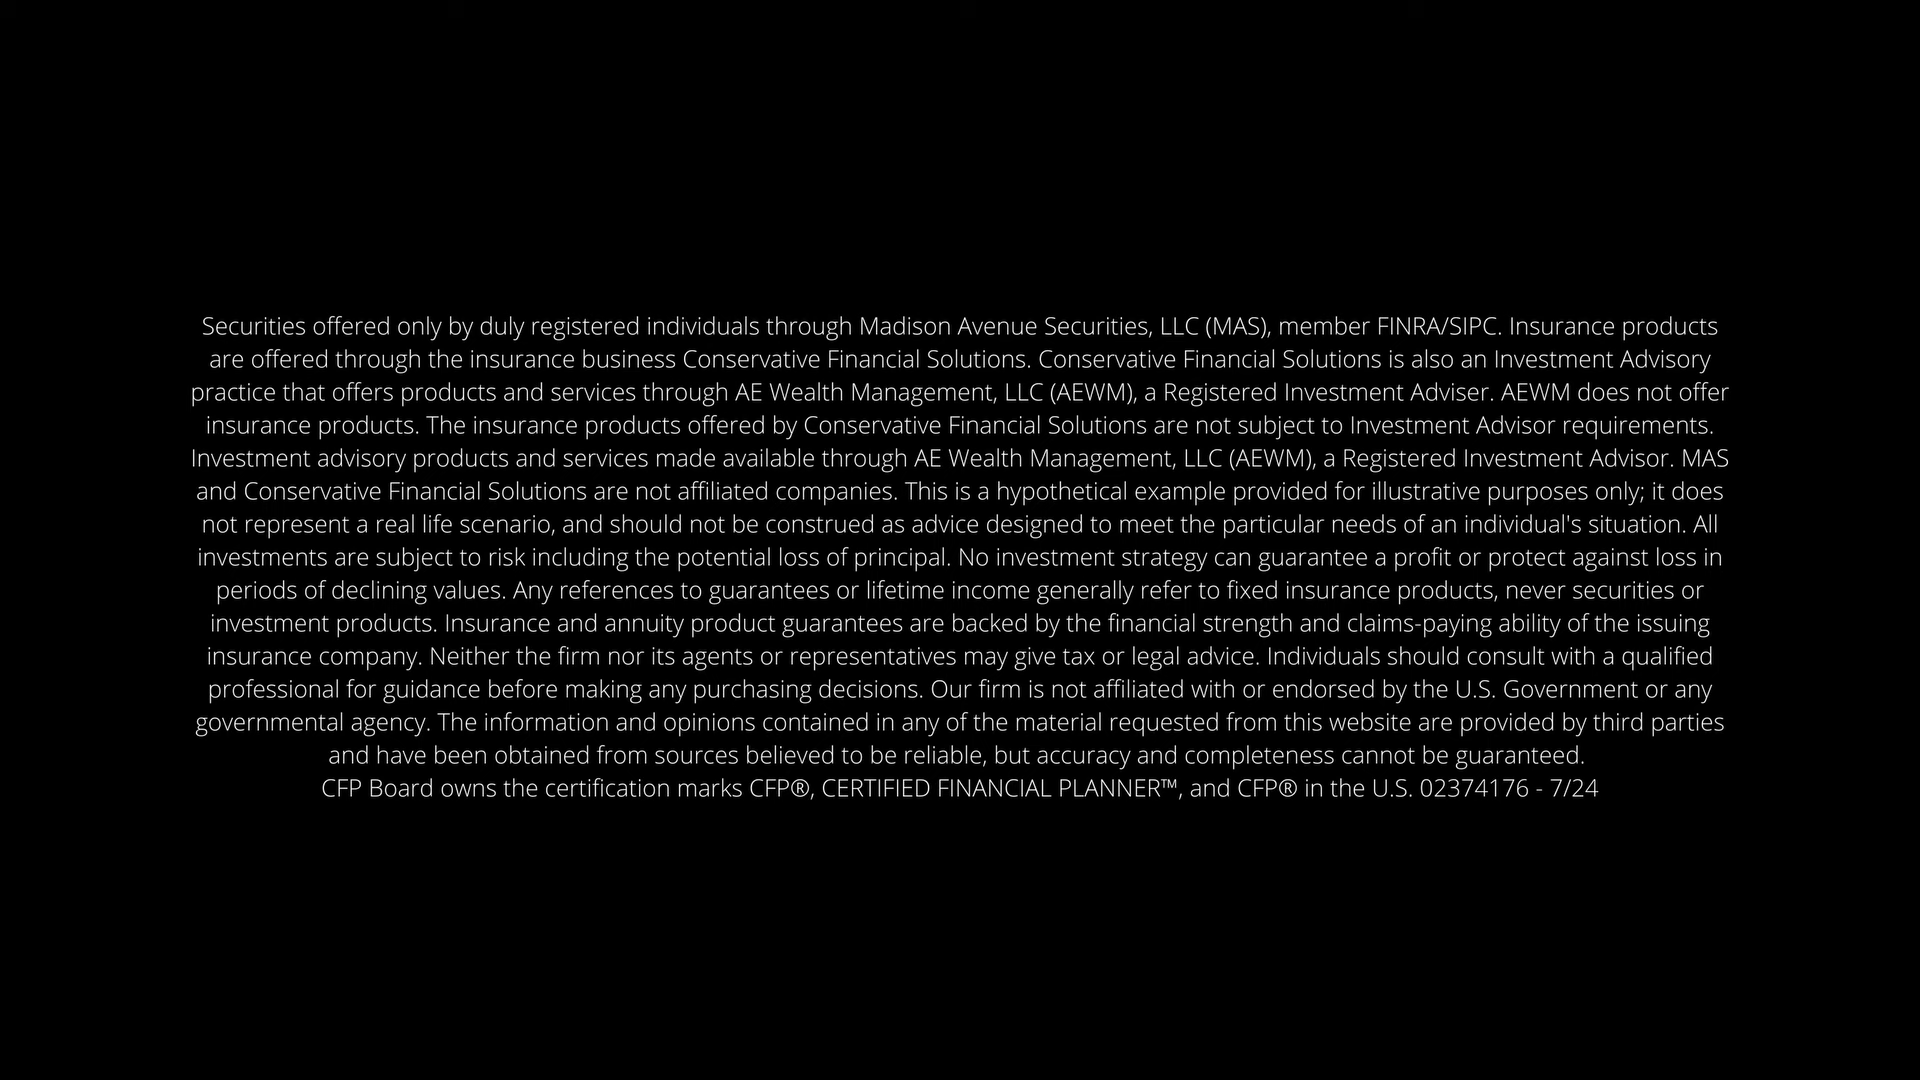 Securities offered only by duly registered individuals through Madison Avenue Securities, LLC (MAS), member FINRA/SIPC. Insurance products
are offered through the insurance business Conservative Financial Solutions. Conservative Financial Solutions is also an Investment Advisory
practice that offers products and services through AE Wealth Management, LLC (AEWM), a Registered Investment Adviser. AEWM does not offer
insurance products. The insurance products offered by Conservative Financial Solutions are not subject to Investment Advisor requirements.
Investment advisory products and services made available through AE Wealth Management, LLC (AEWM), a Registered Investment Advisor. MAS
and Conservative Financial Solutions are not affiliated companies. This is a hypothetical example provided for illustrative purposes only; it does
not represent a real life scenario, and should not be construed as advice designed to meet the particular needs of an individual's situation. All
investments are subject to risk including the potential loss of principal. No investment strategy can guarantee a profit or protect against loss in
periods of declining values. Any references to guarantees or lifetime income generally refer to fixed insurance products, never securities or
investment products. Insurance and annuity product guarantees are backed by the financial strength and claims-paying ability of the issuing
insurance company. Neither the firm nor its agents or representatives may give tax or legal advice. Individuals should consult with a qualified
professional for guidance before making any purchasing decisions. Our firm is not affiliated with or endorsed by the U.S. Government or any
governmental agency. The information and opinions contained in any of the material requested from this website are provided by third parties
and have been obtained from sources believed to be reliable, but accuracy and completeness cannot be guaranteed.
CFP Board owns the certification marks CFP®, CERTIFIED FINANCIAL PLANNER™, and CFP® in the U.S. 02374176 - 7/24